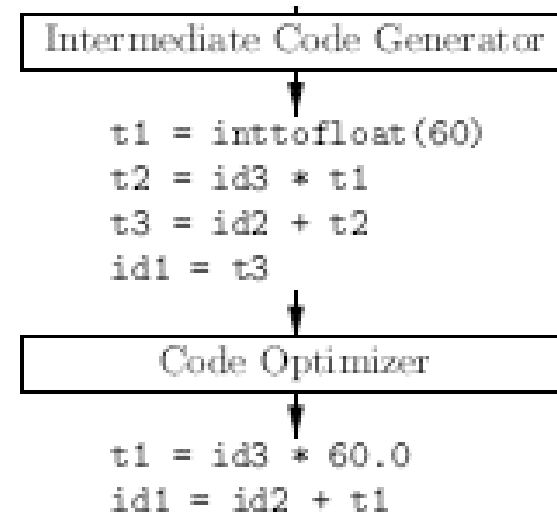 Intermediate Code Generator
t1 = inttofloat(60)
t2 = id3 * t1
t3 = id2 + t2
id1 = t3
Code Optimizer
t1 = id3 * 60.0
id1 = id2 + t1